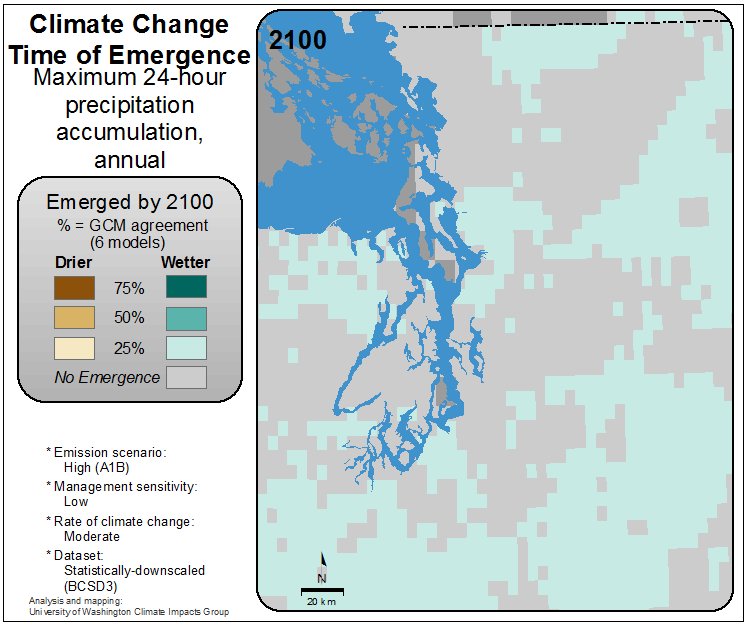 Climate Change
Time of Emergence
Maximum 24-hour
precipitation
accumulation,
annual
Emerged by 2100
% = GCM agreement
(6 models)
Drier Wetter
75%
50%
25%
No Emergence
* Emission scenario:
High (A1B)
* Management sensitivity:
Low
* Rate of climate change:
Moderate
* Dataset:
Statistically-downscaled
(BCSD3)
Analysis and mapping:
University of Washington Climate Impacts Group
2100
N
20 km